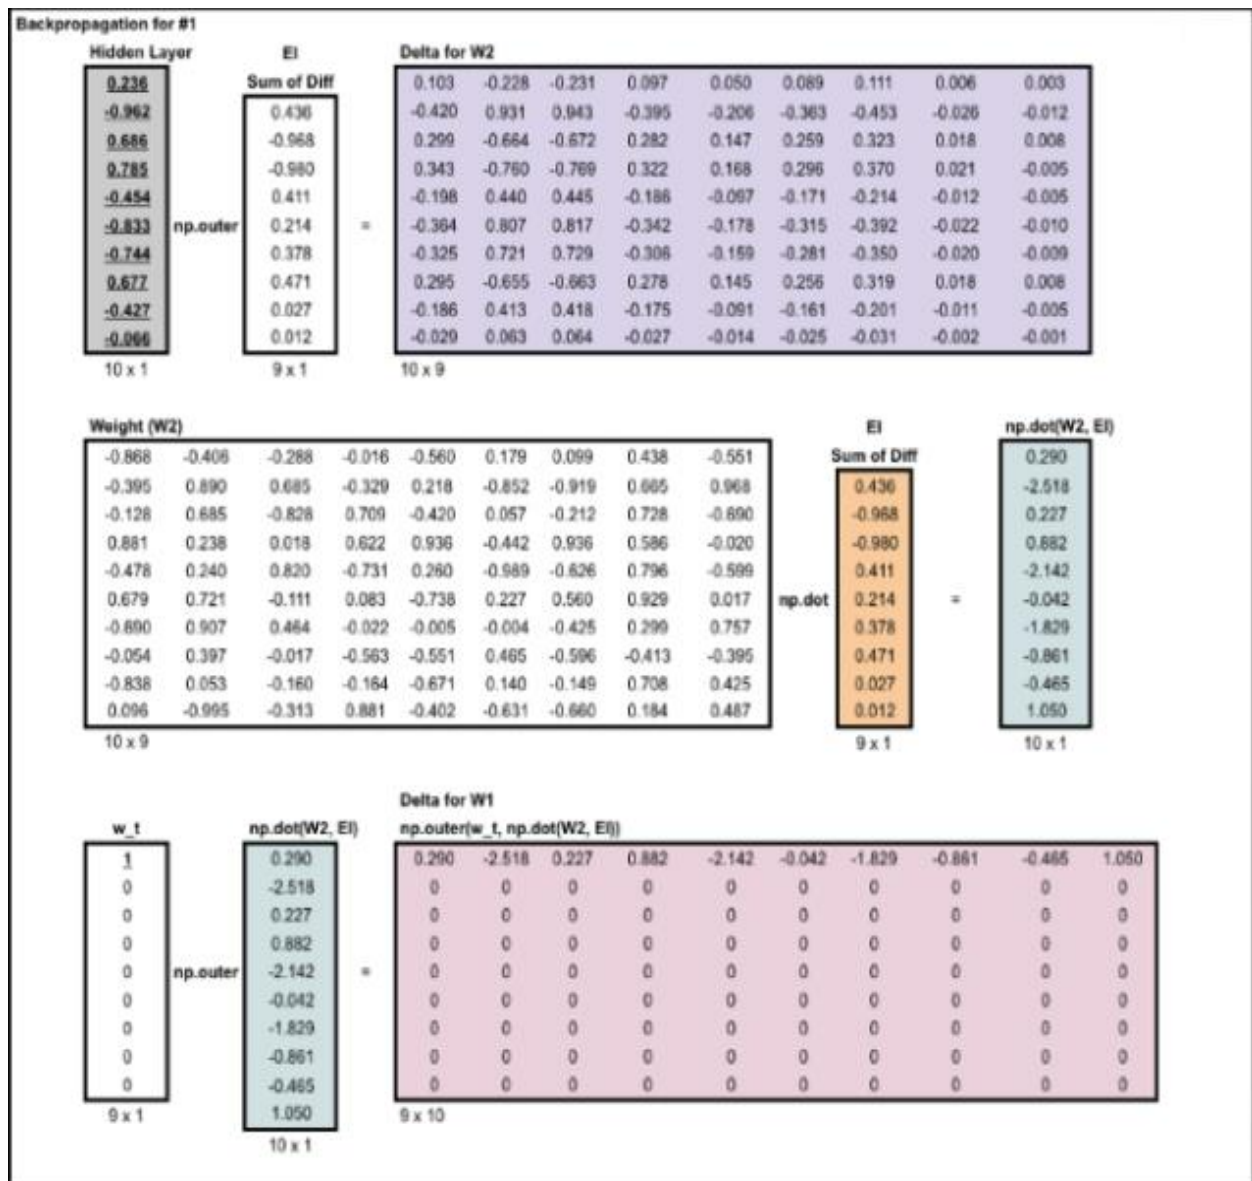 Backpropagation for #1
Hidden Layer EI Delta for W2
0.236 Sum of Diff 0.103 -0.228 -0.231 0.097 0.050 0.089 0.111 0.006 0.003
-0.962 0.436 -0.420 0.931 0.943 -0.395 -0.206 -0.363 -0.453 -0.026 -0.012
0.686 -0.968 0.299 -0.664 -0.672 0.282 0.147 0.259 0.323 0.018 0.008
0.785 -0.980 0.343 -0.760 -0.769 0.322 0.168 0.296 0.370 0.021 -0.005
-0.454 0.411 -0.198 0.440 0.445 -0.186 -0.097 -0.171 -0.214 -0.012 -0.005
-0.833 np.outer 0.214 = -0.364 0.807 0.817 -0.342 -0.178 -0.315 -0.392 -0.022 -0.010
-0.744 0.378 -0.325 0.721 0.729 -0.306 -0.159 -0.281 -0.350 -0.020 -0.009
0.677 0.471 0.295 -0.655 -0.663 0.278 0.145 0.256 0.319 0.018 0.008
-0.427 0.027 -0.186 0.413 0.418 -0.175 -0.091 -0.161 -0.201 -0.011 -0.005
-0.066 0.012 -0.029 0.063 0.064 -0.027 -0.014 -0.025 -0.031 -0.002 -0.001
10 x 1 9 x 1 10 x 9
Weight (W2) EI np.dot(W2, EI)
-0.868 -0.406 -0.288 -0.016 -0.560 0.179 0.099 0.438 -0.551 Sum of Diff 0.290
-0.395 0.890 0.685 -0.329 0.218 -0.852 -0.919 0.665 0.968 0.436 -2.518
-0.128 0.685 -0.828 0.709 -0.420 0.057 -0.212 0.728 -0.690 -0.968 0.227
0.881 0.238 0.018 0.622 0.936 -0.442 0.936 0.586 -0.020 -0.980 0.882
-0.478 0.240 0.820 -0.731 0.260 -0.989 -0.626 0.796 -0.599 0.411 -2.142
0.679 0.721 -0.111 0.083 -0.738 0.227 0.560 0.929 0.017 np.dot 0.214 = -0.042
-0.690 0.907 0.464 -0.022 -0.005 -0.004 -0.425 0.299 0.757 0.378 -1.829
-0.054 0.397 -0.017 -0.563 -0.551 0.465 -0.596 -0.413 -0.395 0.471 -0.861
-0.838 0.053 -0.160 -0.164 -0.671 0.140 -0.149 0.708 0.425 0.027 -0.465
0.096 -0.995 -0.313 0.881 -0.402 -0.631 -0.660 0.184 0.487 0.012 1.050
10 x 9 9 x 1 10 x 1
Delta for W1
w_t np.dot(W2, EI) np.outer(w_t, np.dot(W2, EI))
1 0.290 0.290 -2.518 0.227 0.882 -2.142 -0.042 -1.829 -0.861 -0.465 1.050
0 -2.518 0 0 0 0 0 0 0 0 0 0
0 0.227 0 0 0 0 0 0 0 0 0 0
0 0.882 0 0 0 0 0 0 0 0 0 0
0 np.outer -2.142 = 0 0 0 0 0 0 0 0 0 0
0 -0.042 0 0 0 0 0 0 0 0 0 0
0 -1.829 0 0 0 0 0 0 0 0 0 0
0 -0.861 0 0 0 0 0 0 0 0 0 0
0 -0.465 0 0 0 0 0 0 0 0 0 0
9 x 1 1.050 9 x 10
10 x 1